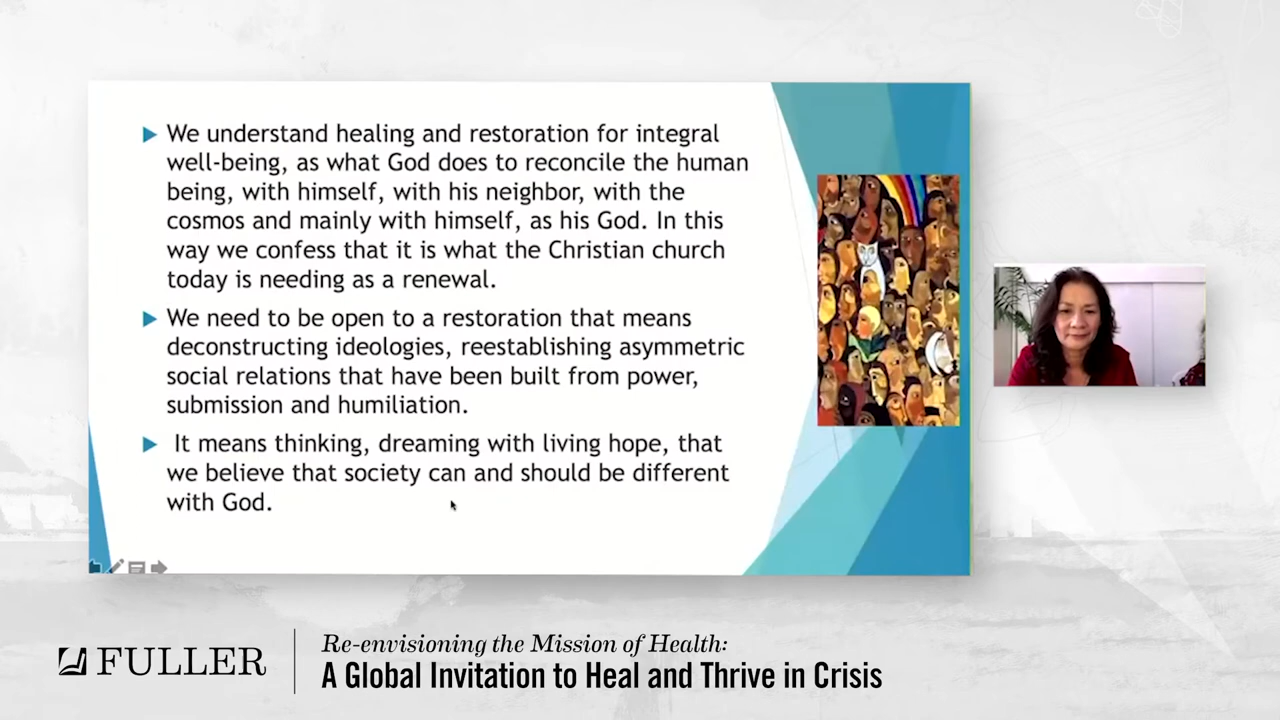 We understand healing and restoration for integral
well-being, as what God does to reconcile the human
being, with himself, with his neighbor, with the
cosmos and mainly with himself, as his God. In this
way we confess that it is what the Christian church
today is needing as a renewal.
We need to be open to a restoration that means
deconstructing ideologies, reestablishing asymmetric
social relations that have been built from power,
submission and humiliation.
It means thinking, dreaming with living hope, that
we believe that society can and should be different
with God.
FULLER
Re-envisioning the Mission of Health:
A Global Invitation to Heal and Thrive in Crisis